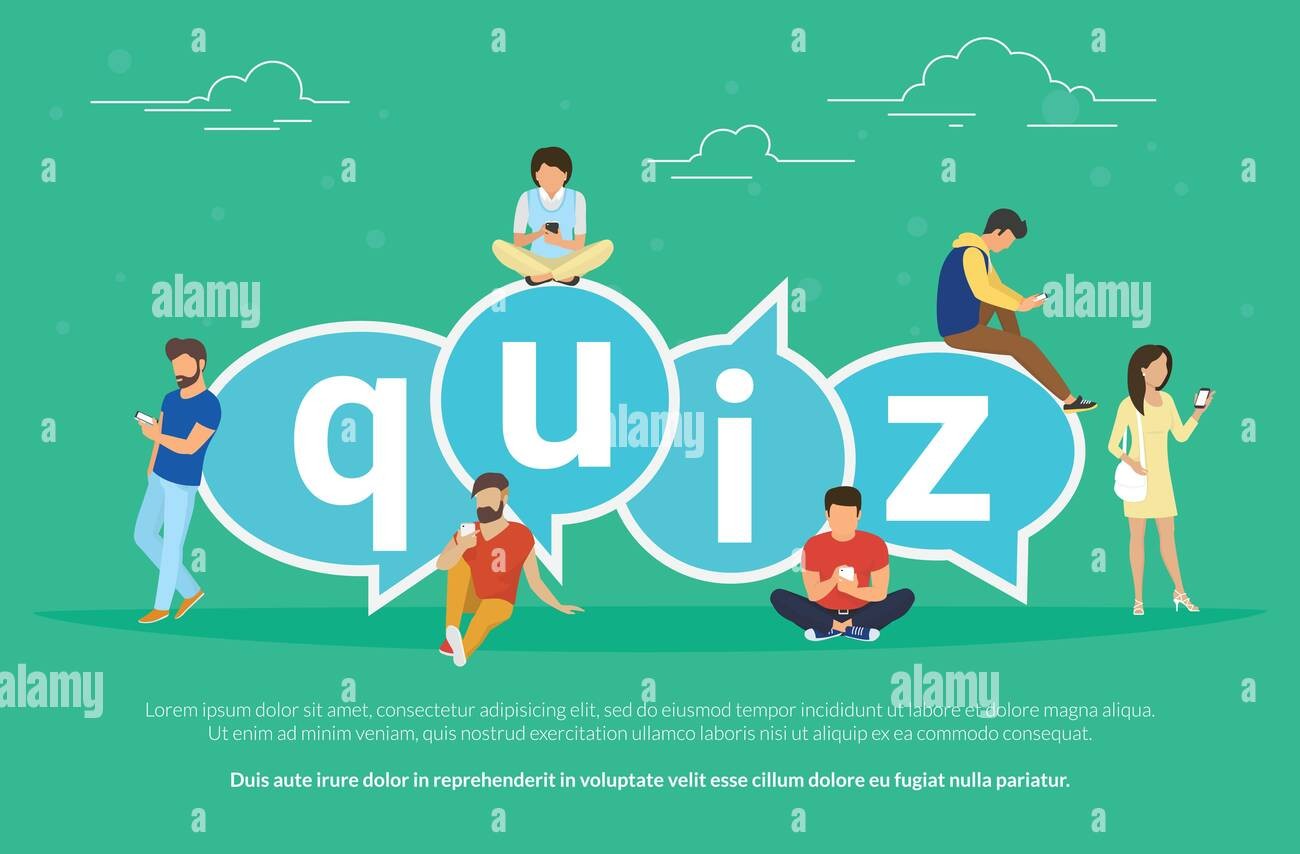 quiz
Lorem ipsum dolor sit amet, consectetur adipisicing elit, sed do eiusmod tempor incididunt ut labore et dolore magna aliqua.
Ut enim ad minim veniam, quis nostrud exercitation ullamco laboris nisi ut aliquip ex ea commodo consequat.
Duis aute irure dolor in reprehenderit in voluptate velit esse cillum dolore eu fugiat nulla pariatur.